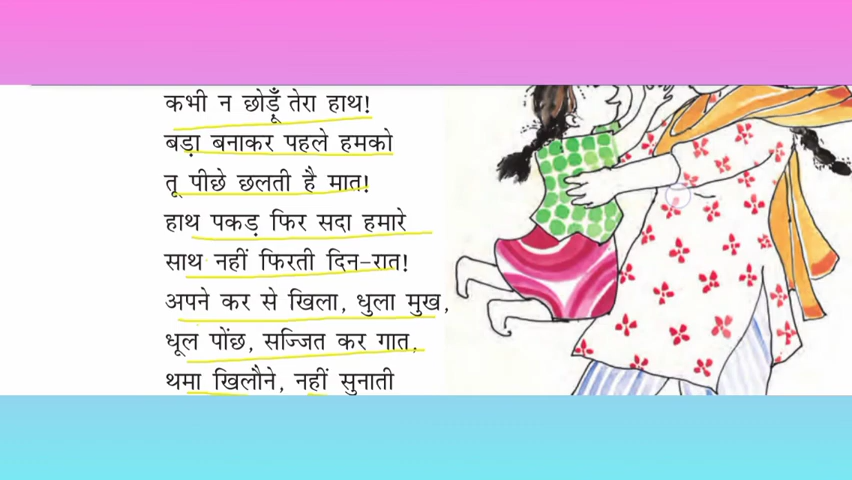 कभी न छोड़ूँ तेरा हाथ!
बड़ा बनाकर पहले हमको
तू पीछे छलती है मात!
हाथ पकड़ फिर सदा हमारे
साथ नहीं फिरती दिन-रात!
अपने कर से खिला, धुला मुख,
धूल पोंछ, सज्जित कर गात,
थमा खिलौने, नहीं सुनाती